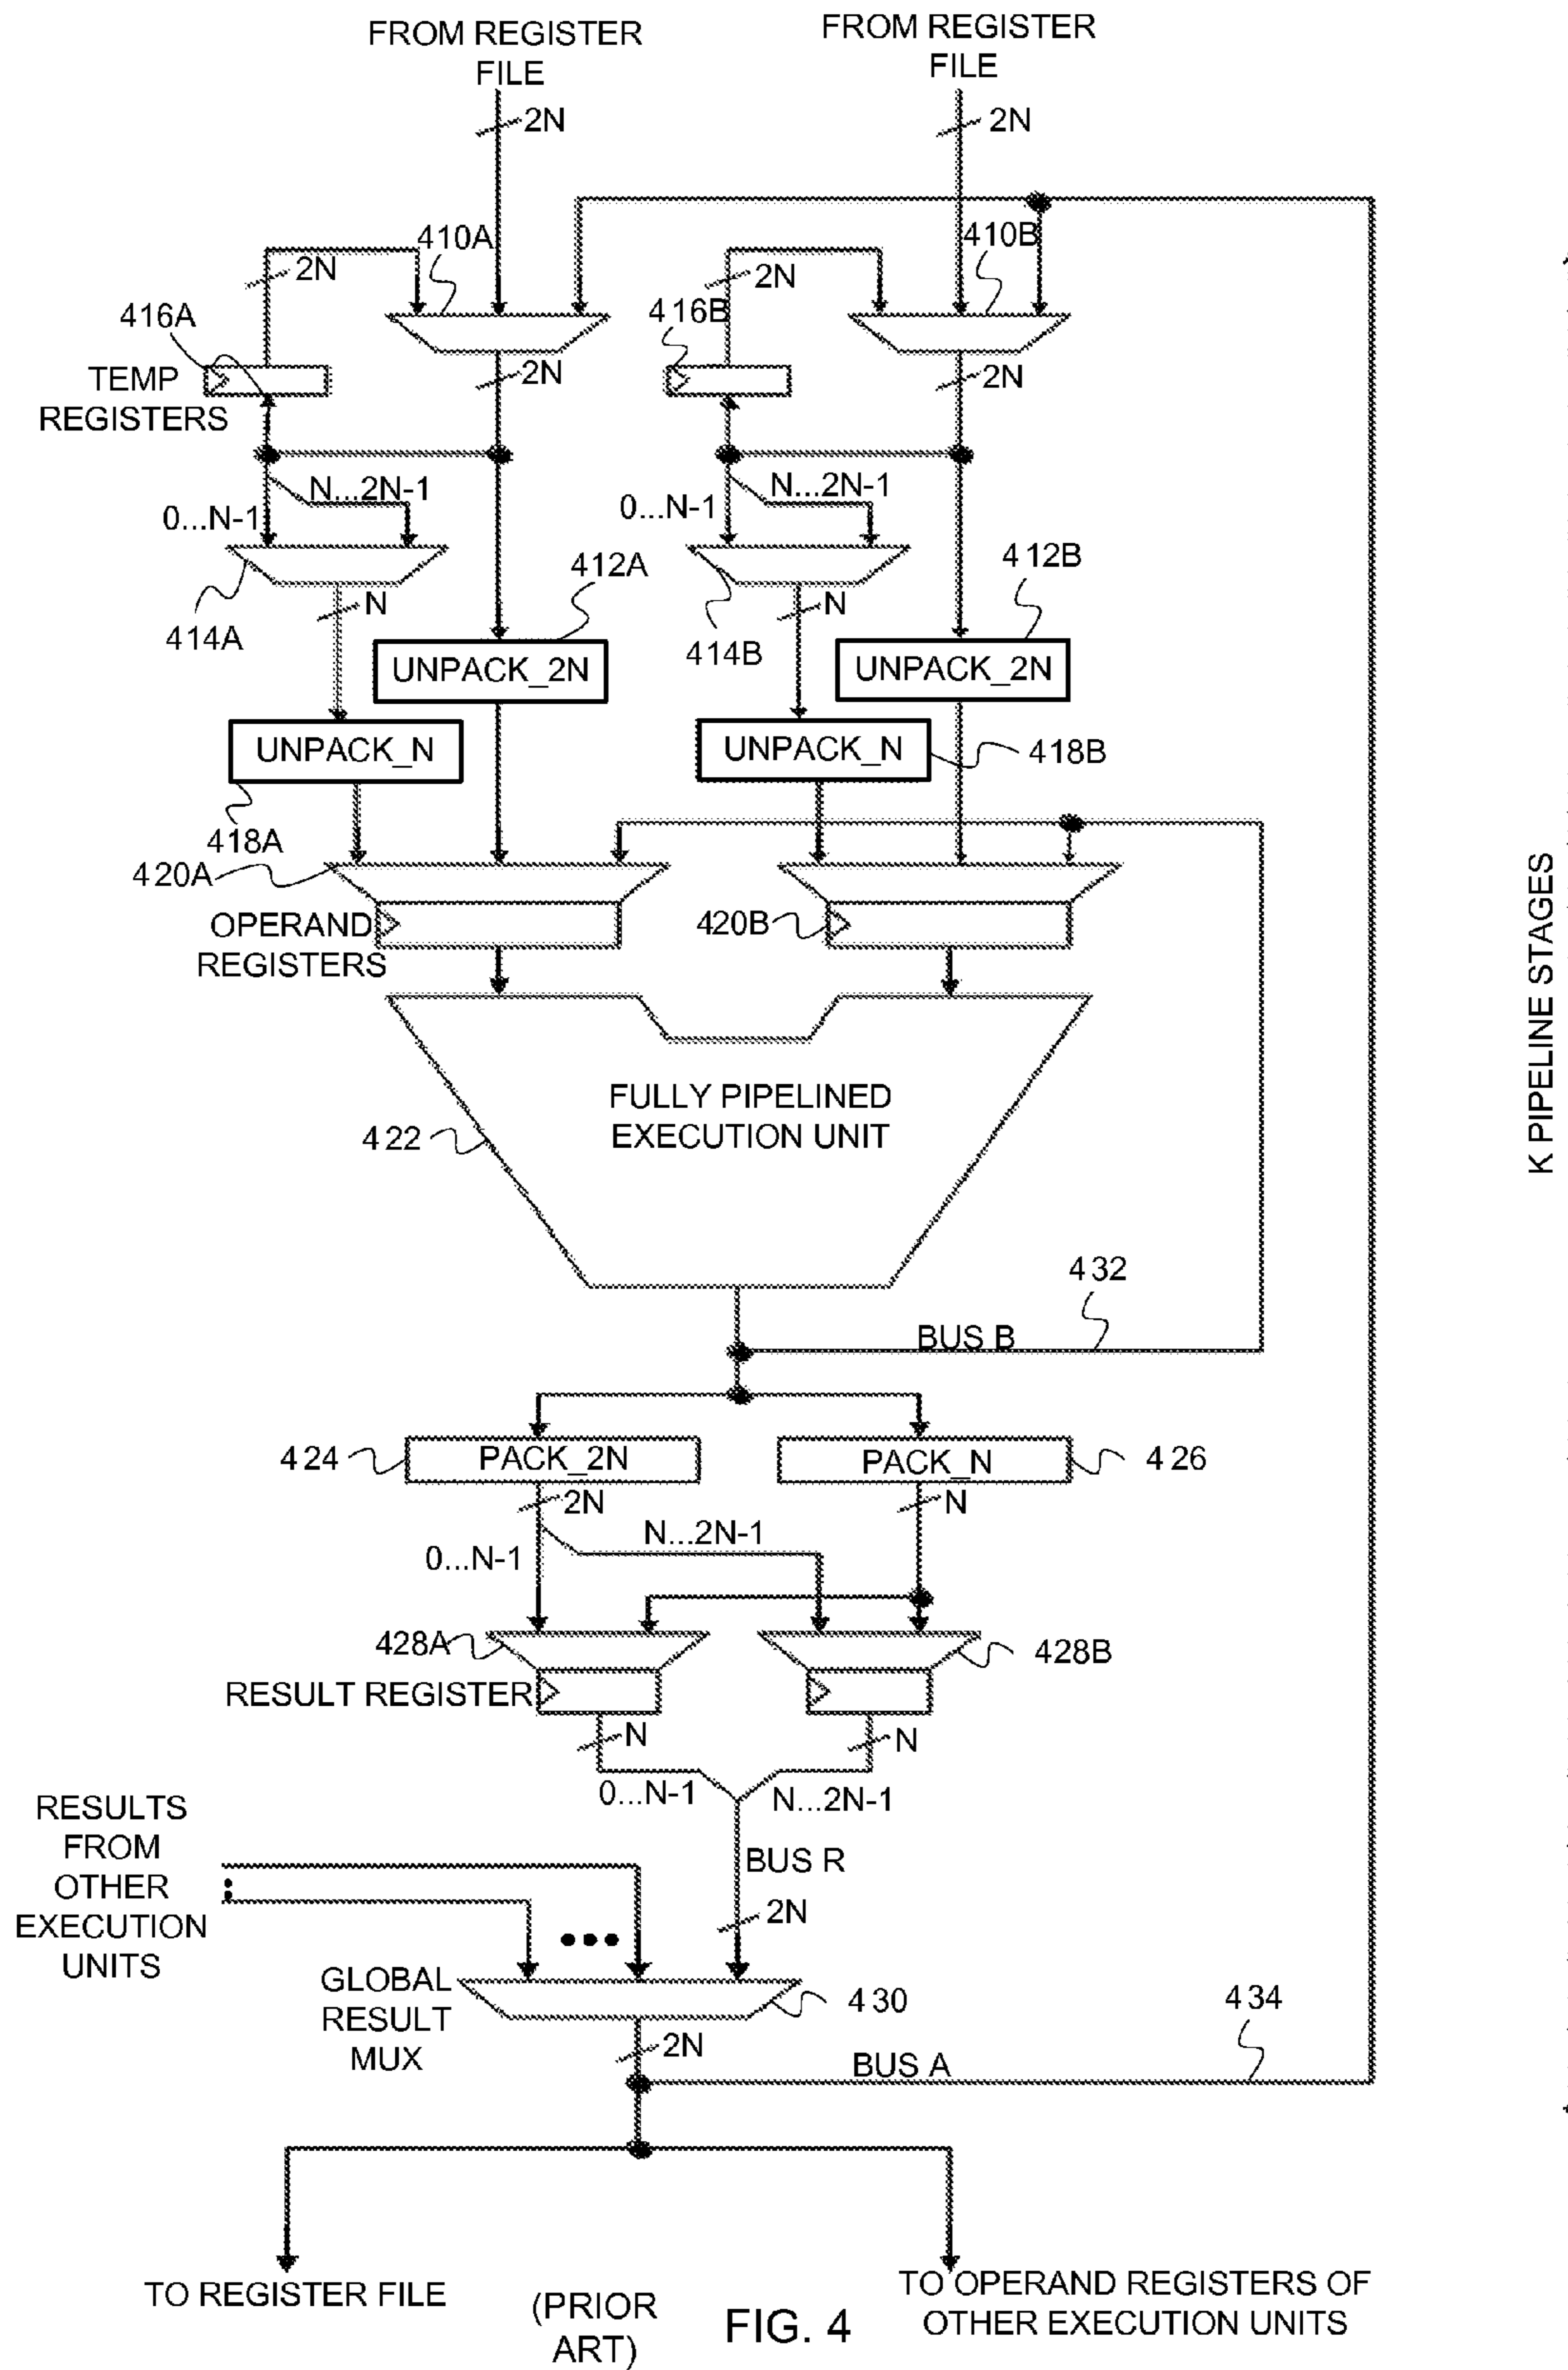 FROM REGISTER
FILE
FROM REGISTER
FILE
2N
2N
410A
410B
2N
2N
416A
416B
TEMP
REGISTERS
2N
2N
N...2N-1
0...N-1
N...2N-1
0...N-1
412A
412B
N
N
414A
414B
UNPACK_2N
UNPACK_2N
UNPACK_N
UNPACK_N
418B
418A
420A
OPERAND
REGISTERS
420B
K PIPELINE STAGES
FULLY PIPELINED
EXECUTION UNIT
422
432
BUS B
424
PACK_2N
PACK_N
426
2N
N
N...2N-1
0...N-1
428A
428B
RESULT REGISTER
N
N
0...N-1
N...2N-1
RESULTS
FROM
OTHER
EXECUTION
UNITS
BUS R
2N
GLOBAL
RESULT
MUX
430
434
2N
BUS A
TO REGISTER FILE
(PRIOR
ART)
FIG. 4
TO OPERAND REGISTERS OF
OTHER EXECUTION UNITS